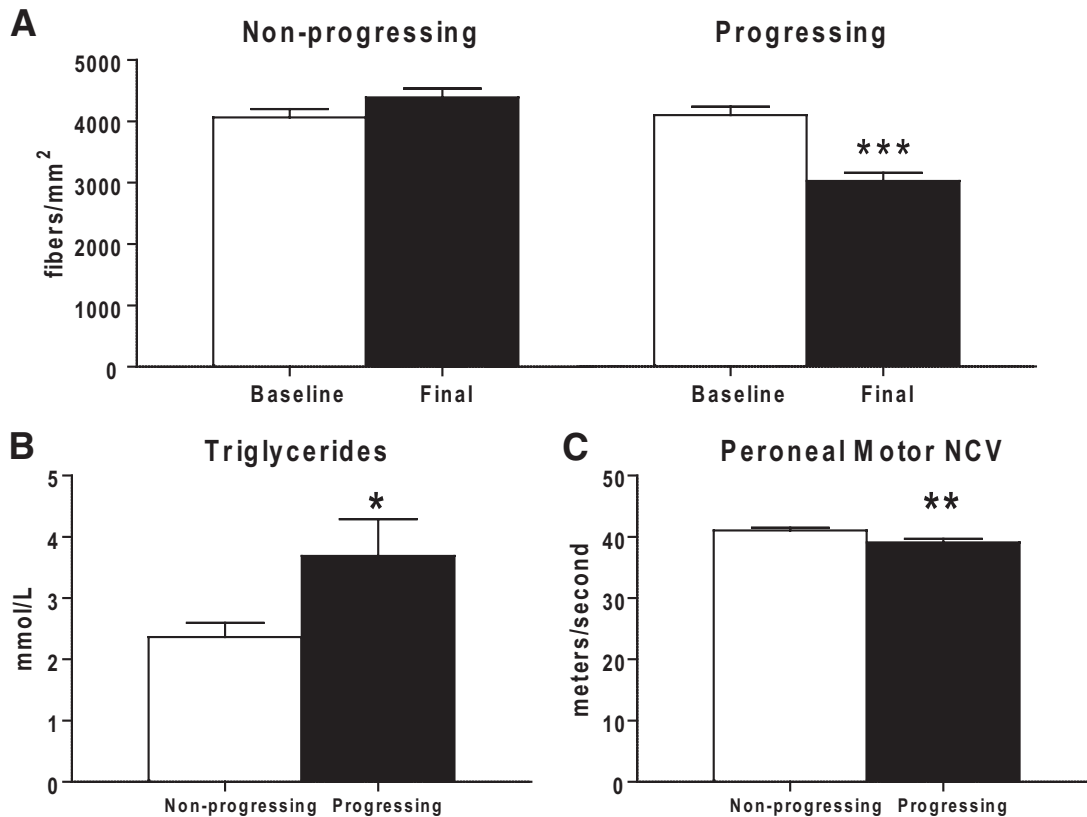 A
Non-progressing
Progressing
fibers/mm²
5000
4000
3000
2000
1000
0
***
Baseline
Final
Baseline
Final
B
Triglycerides
mmol/L
5
4
3
2
1
0
*
Non-progressing
Progressing
C
Peroneal Motor NCV
meters/second
50
40
30
20
10
0
**
Non-progressing
Progressing